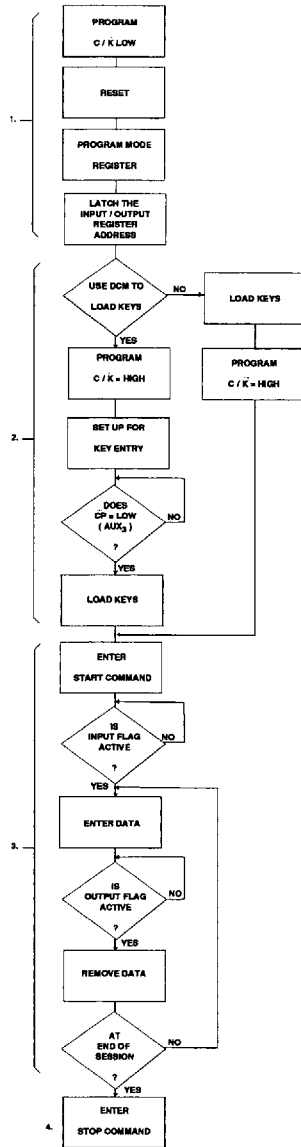 1.
PROGRAM
C / K̄ LOW
RESET
PROGRAM MODE
REGISTER
LATCH THE
INPUT / OUTPUT
REGISTER
ADDRESS
2.
USE DCM TO
LOAD KEYS
NO
LOAD KEYS
YES
PROGRAM
C / K̄ = HIGH
PROGRAM
C / K̄ = HIGH
SET UP FOR
KEY ENTRY
DOES
C̄P̄ = LOW
( AUX₃ )
?
NO
YES
LOAD KEYS
3.
ENTER
START COMMAND
IS
INPUT FLAG
ACTIVE
?
NO
YES
ENTER DATA
IS
OUTPUT FLAG
ACTIVE
?
NO
YES
REMOVE DATA
AT
END OF
SESSION
?
NO
YES
4.
ENTER
STOP COMMAND